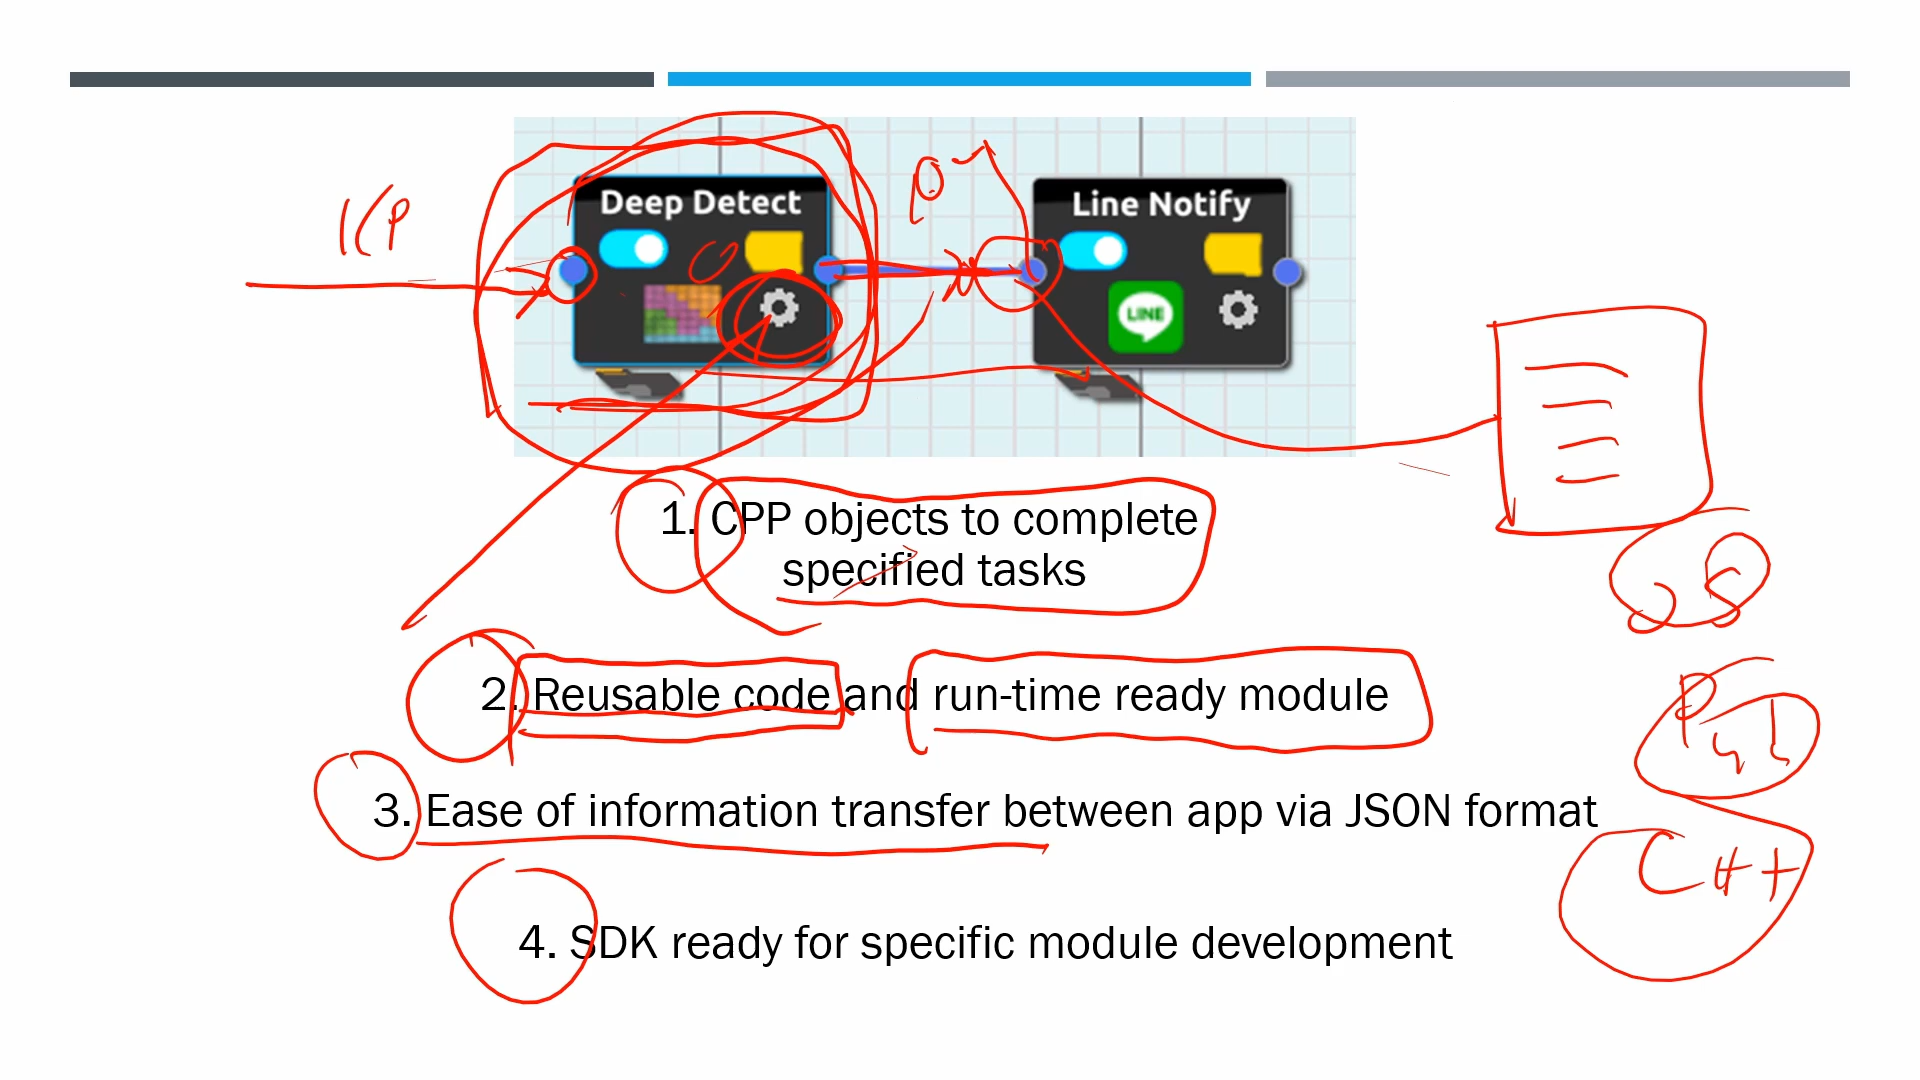 Deep Detect
Line Notify
LINE
1. CPP objects to complete
specified tasks
2. Reusable code and run-time ready module
3. Ease of information transfer between app via JSON format
4. SDK ready for specific module development
C++